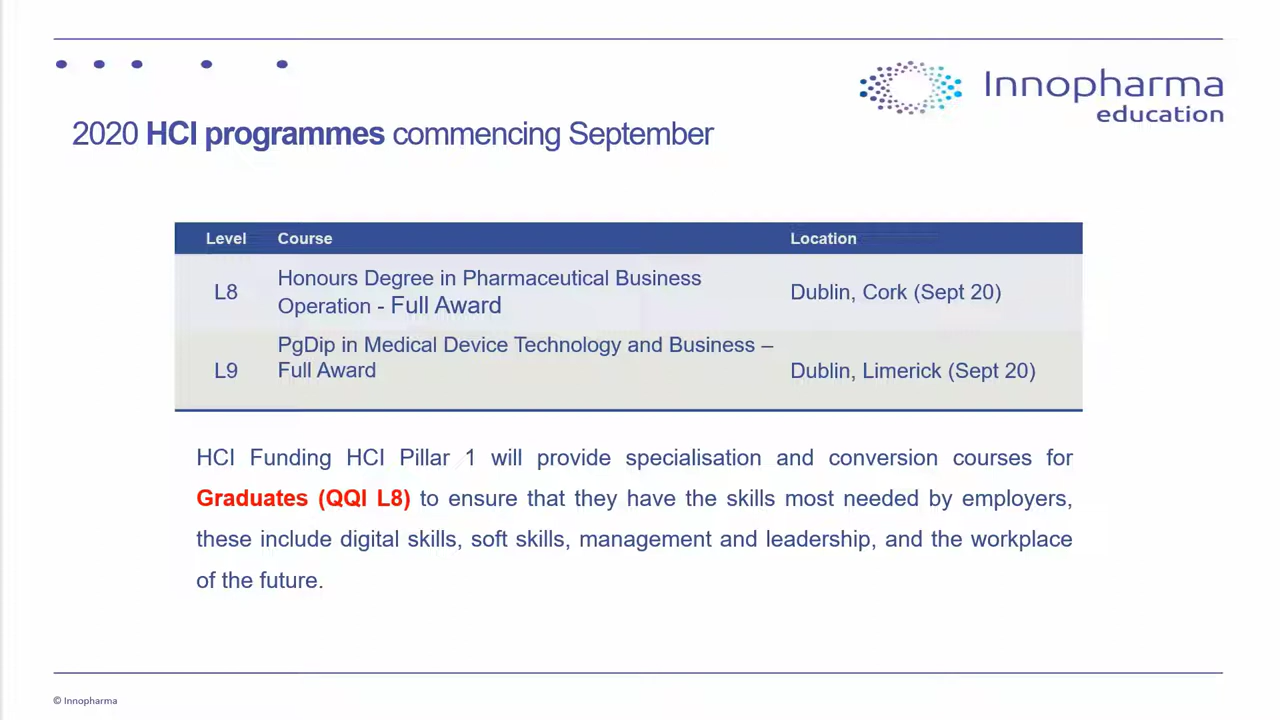 Innopharma
education
2020 HCI programmes commencing September
Level Course Location
L8 Honours Degree in Pharmaceutical Business Operation - Full Award Dublin, Cork (Sept 20)
L9 PgDip in Medical Device Technology and Business – Full Award Dublin, Limerick (Sept 20)
HCI Funding HCI Pillar 1 will provide specialisation and conversion courses for
Graduates (QQI L8) to ensure that they have the skills most needed by employers,
these include digital skills, soft skills, management and leadership, and the workplace
of the future.
© Innopharma